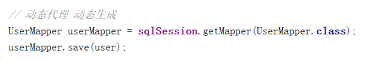 // 动态代理 动态生成
UserMapper userMapper = sqlSession.getMapper(UserMapper.class);
userMapper.save(user);